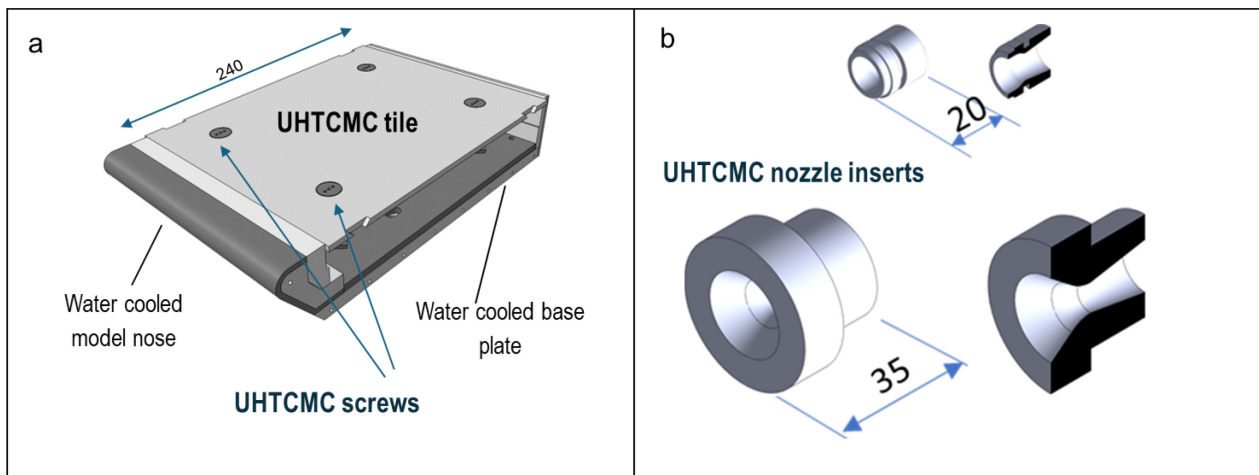 a
240
UHTCMC tile
Water cooled
model nose
Water cooled base
plate
UHTCMC screws
b
20
UHTCMC nozzle inserts
35